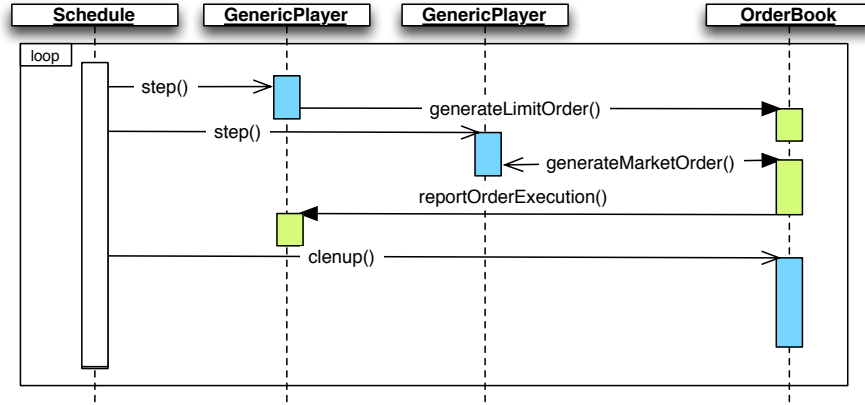 Schedule
GenericPlayer
GenericPlayer
OrderBook
loop
step()
generateLimitOrder()
step()
generateMarketOrder()
reportOrderExecution()
clenup()